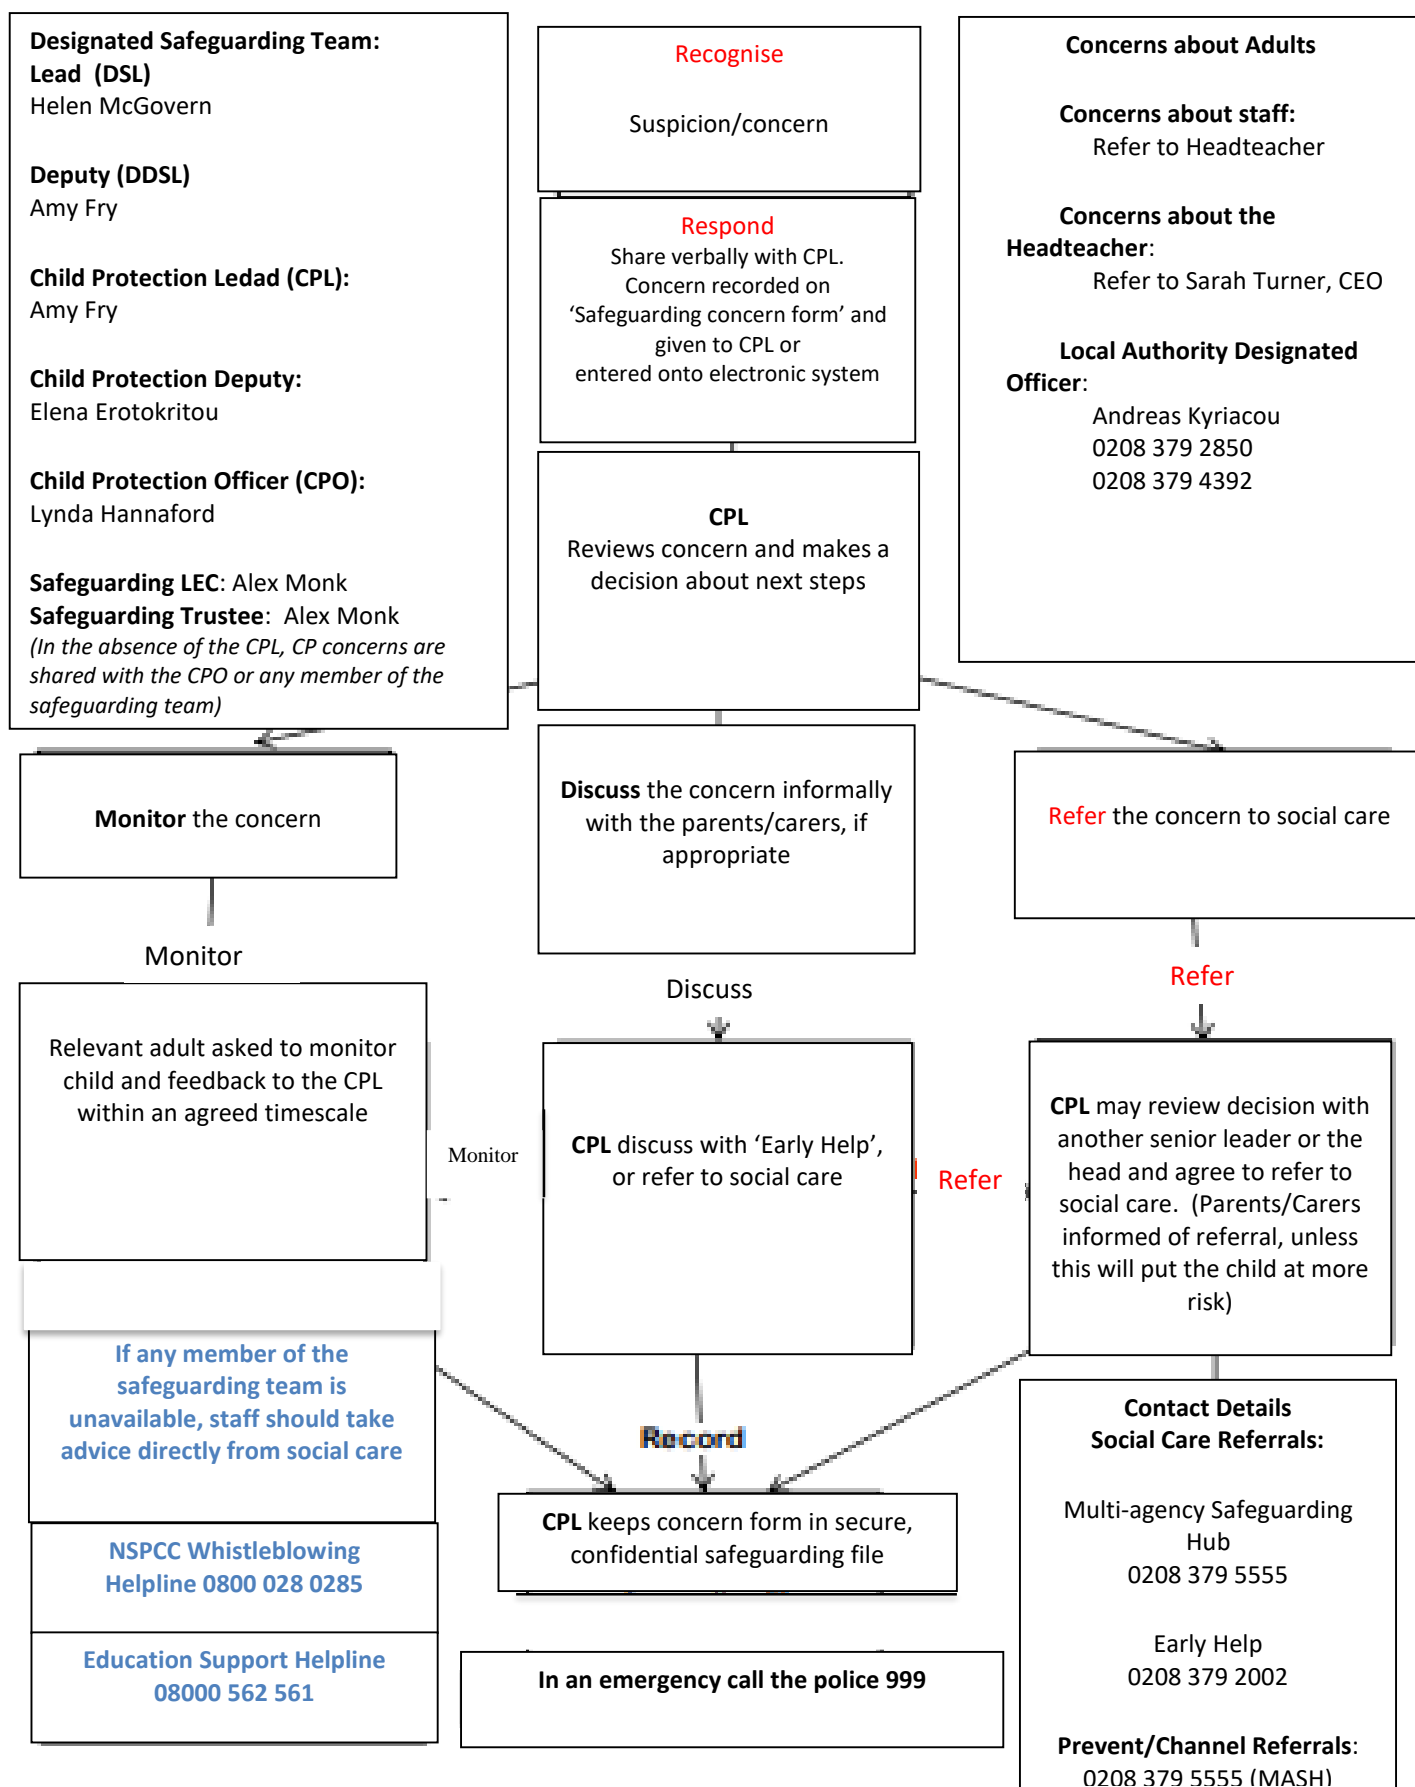 Designated Safeguarding Team:
Lead  (DSL)
Helen McGovern
Deputy (DDSL)
Amy Fry
Child Protection Ledad (CPL):
Amy Fry
Child Protection Deputy:
Elena Erotokritou
Child Protection Officer (CPO):
Lynda Hannaford
Safeguarding LEC: Alex Monk
Safeguarding Trustee:  Alex Monk
(In the absence of the CPL, CP concerns are
shared with the CPO or any member of the
safeguarding team)
Recognise
Suspicion/concern
Respond
Share verbally with CPL.
Concern recorded on
‘Safeguarding concern form’ and
given to CPL or
entered onto electronic system
CPL
Reviews concern and makes a
decision about next steps
Concerns about Adults
Concerns about staff:
Refer to Headteacher
Concerns about the
Headteacher:
Refer to Sarah Turner, CEO
Local Authority Designated
Officer:
Andreas Kyriacou
0208 379 2850
0208 379 4392
Monitor the concern
Discuss the concern informally
with the parents/carers, if
appropriate
Refer the concern to social care
Monitor
Discuss
Refer
Relevant adult asked to monitor
child and feedback to the CPL
within an agreed timescale
Monitor
CPL discuss with ‘Early Help’,
or refer to social care
Refer
CPL may review decision with
another senior leader or the
head and agree to refer to
social care.  (Parents/Carers
informed of referral, unless
this will put the child at more
risk)
If any member of the
safeguarding team is
unavailable, staff should take
advice directly from social care
NSPCC Whistleblowing
Helpline 0800 028 0285
Education Support Helpline
08000 562 561
Record
CPL keeps concern form in secure,
confidential safeguarding file
In an emergency call the police 999
Contact Details
Social Care Referrals:
Multi-agency Safeguarding
Hub
0208 379 5555
Early Help
0208 379 2002
Prevent/Channel Referrals:
0208 379 5555 (MASH)